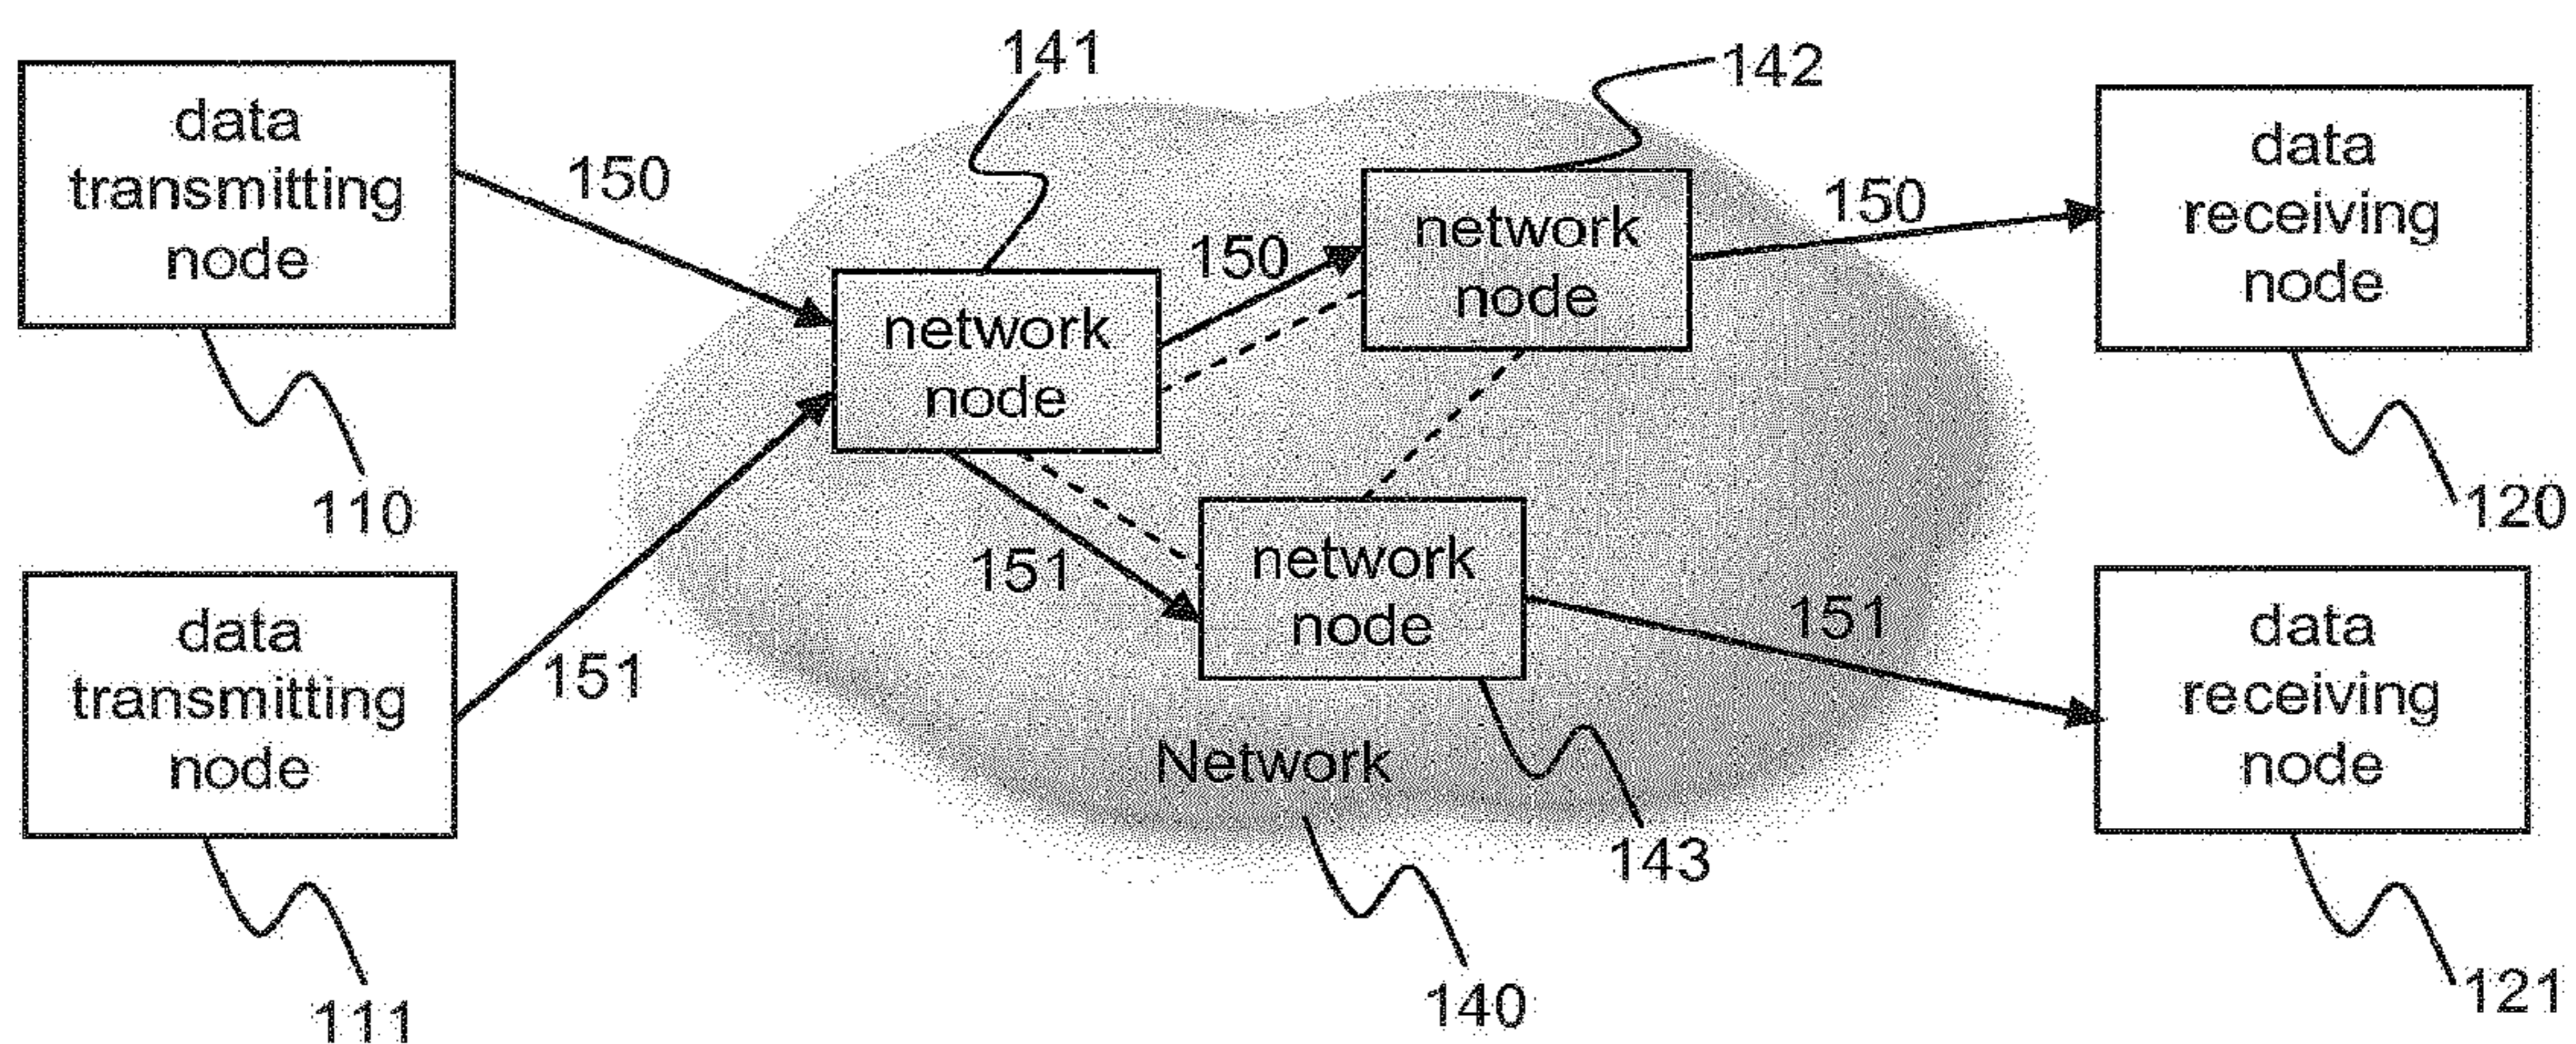 141
142
data
transmitting
node
150
network
node
150
150
data
receiving
node
network
node
110
120
151
network
node
151
151
data
transmitting
node
data
receiving
node
Network
143
111
140
121